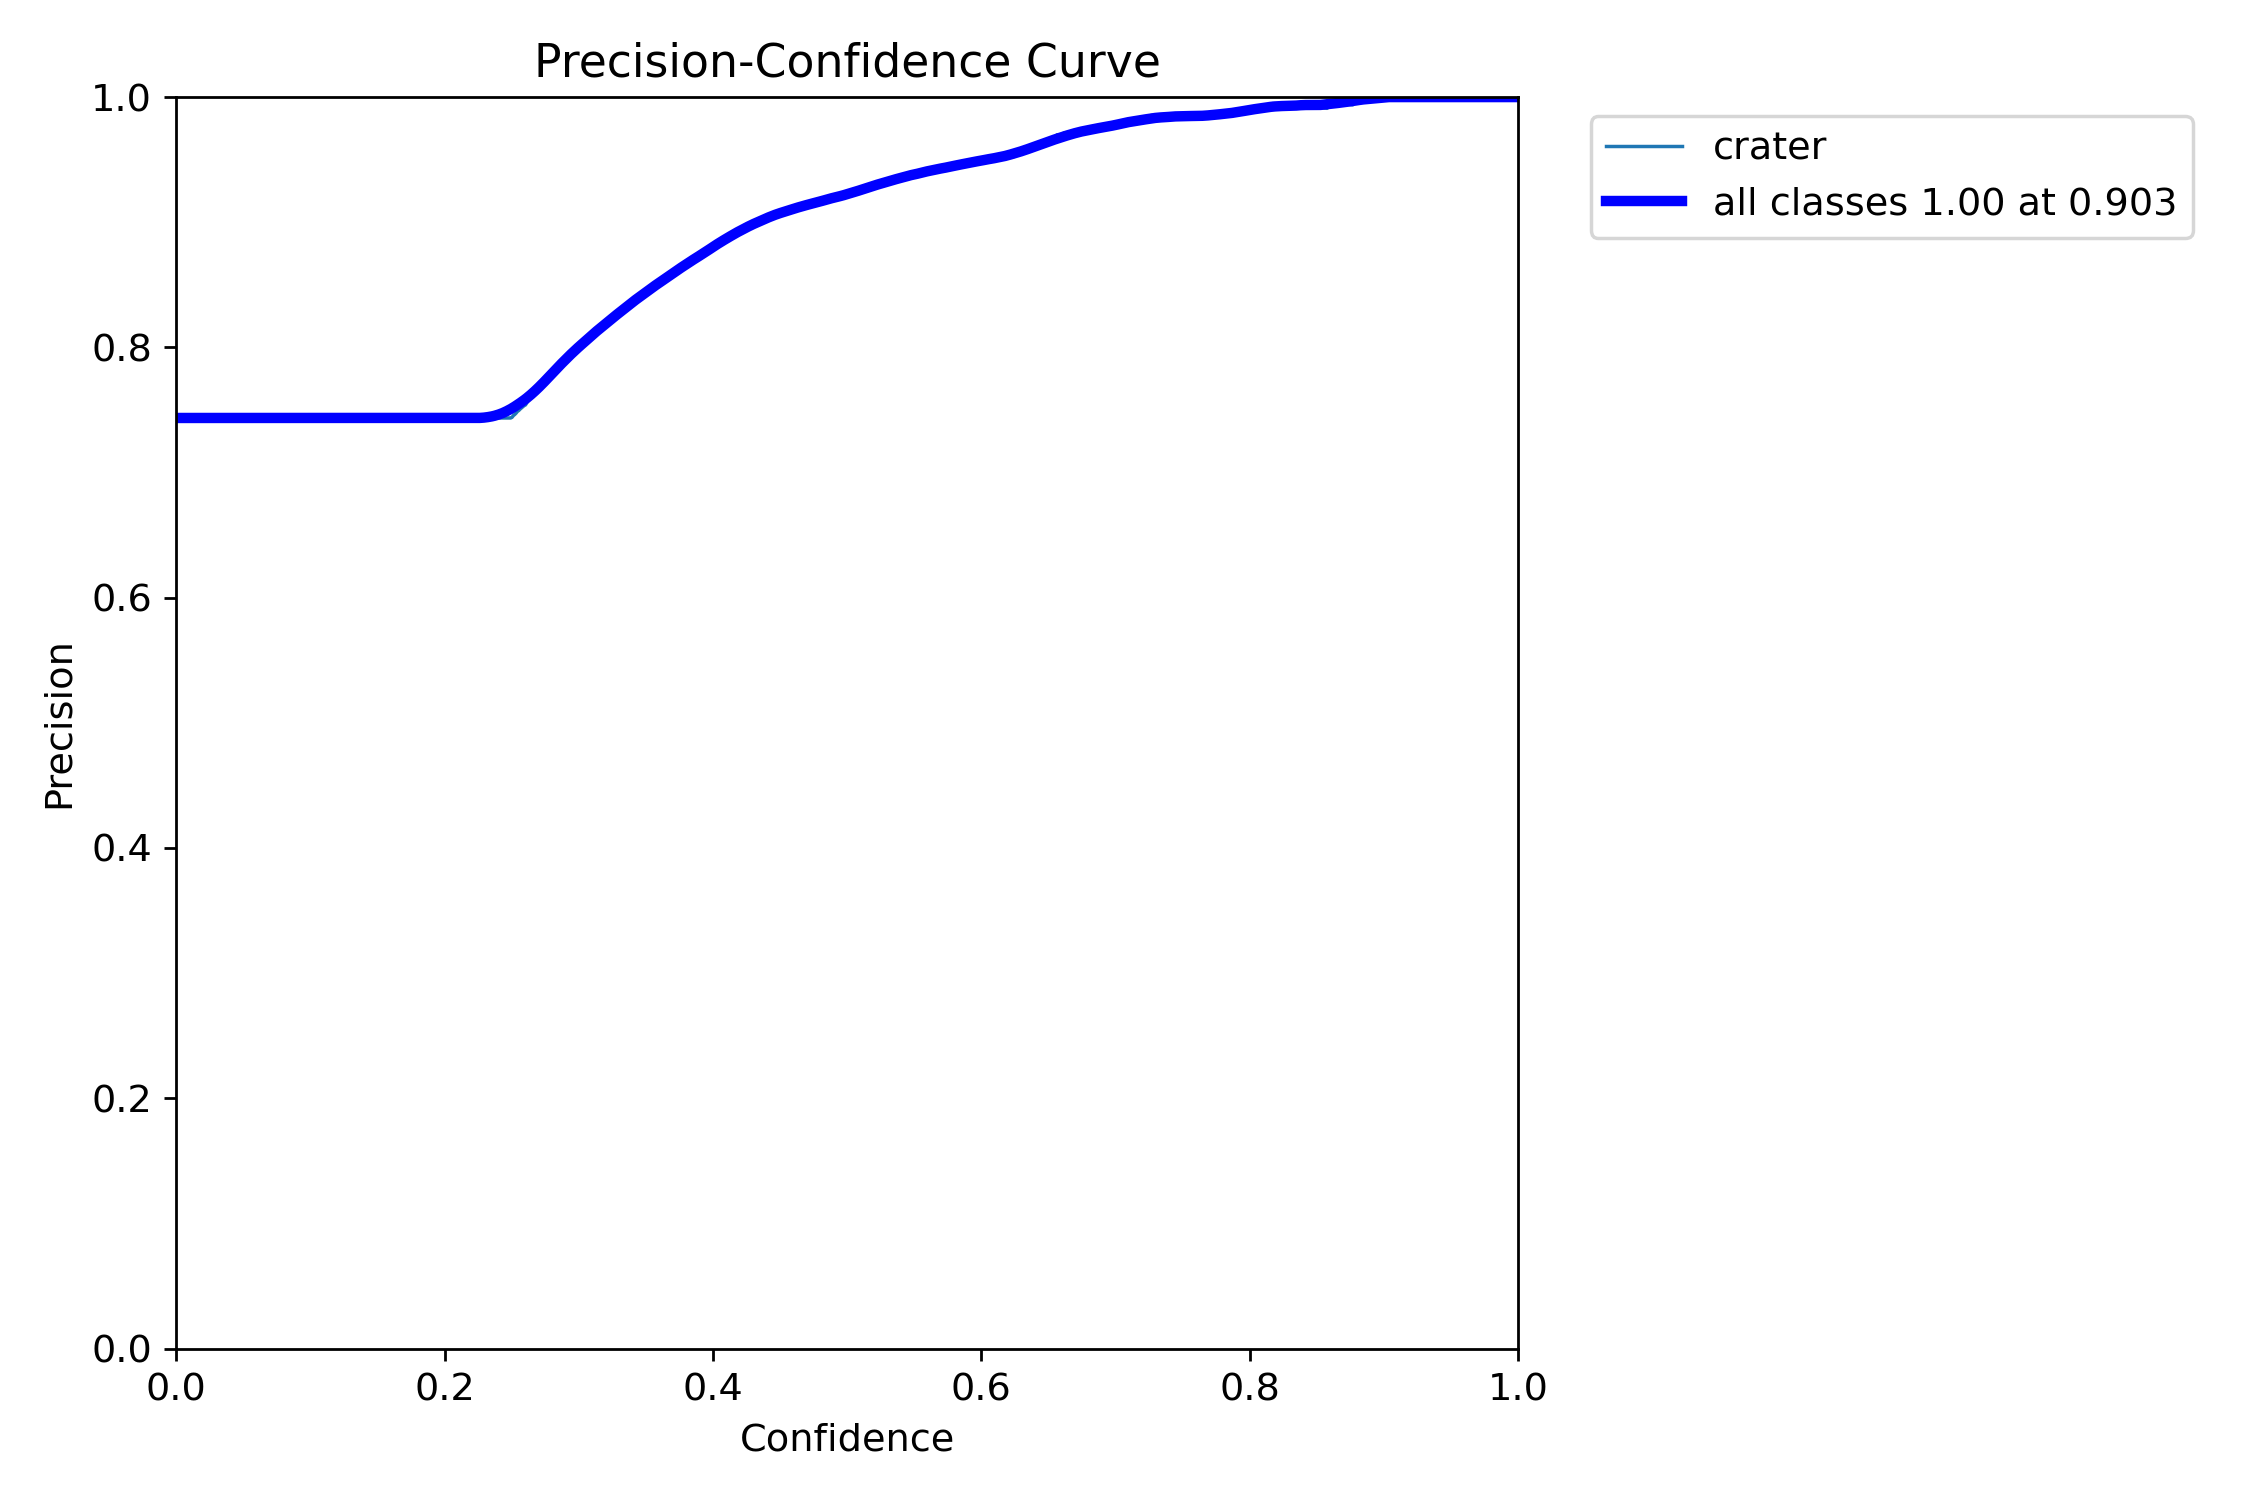 Precision-Confidence Curve
1.0
0.8
0.6
0.4
0.2
0.0
Precision
0.0 0.2 0.4 0.6 0.8 1.0
Confidence
crater
all classes 1.00 at 0.903